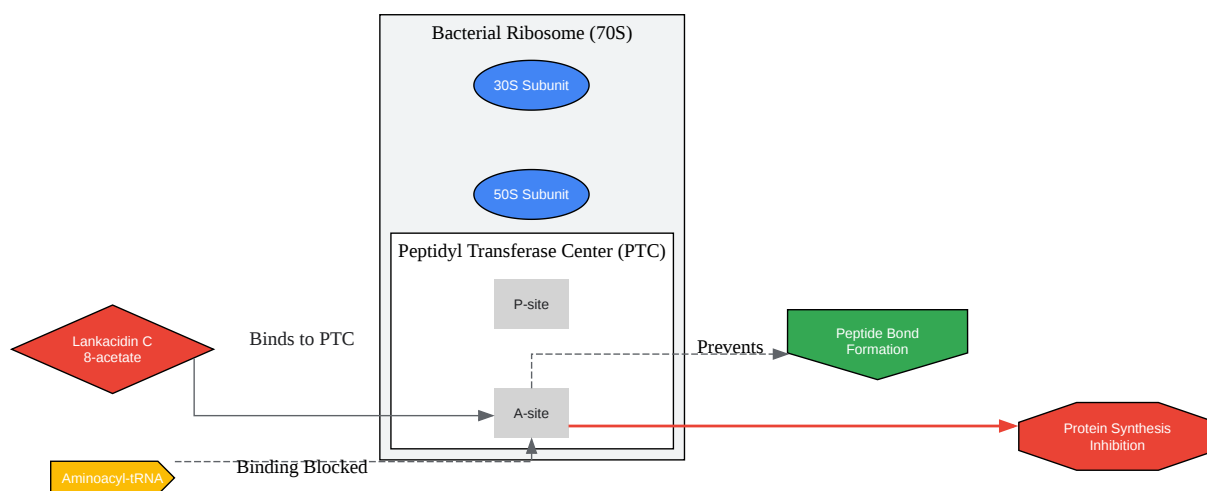 Bacterial Ribosome (70S)
30S Subunit
50S Subunit
Peptidyl Transferase Center (PTC)
P-site
Lankacidin C
8-acetate
Binds to PTC
Prevents
Peptide Bond
Formation
A-site
Protein Synthesis
Inhibition
Binding Blocked
Aminoacyl-tRNA